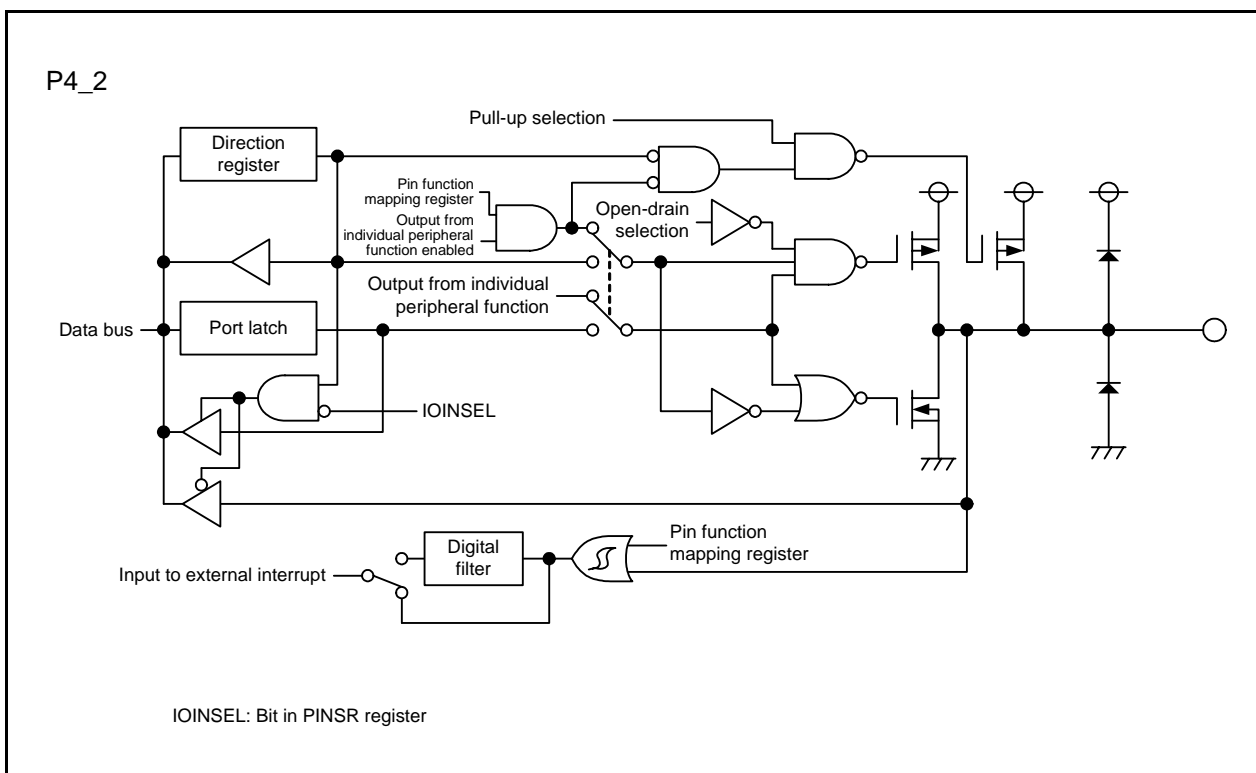 P4_2
Pull-up selection
Direction
register
Pin function
mapping register
Output from
individual peripheral
function enabled
Open-drain
selection
Output from individual
peripheral function
Data bus
Port latch
IOINSEL
Pin function
mapping register
Digital
filter
Input to external interrupt
IOINSEL: Bit in PINSR register